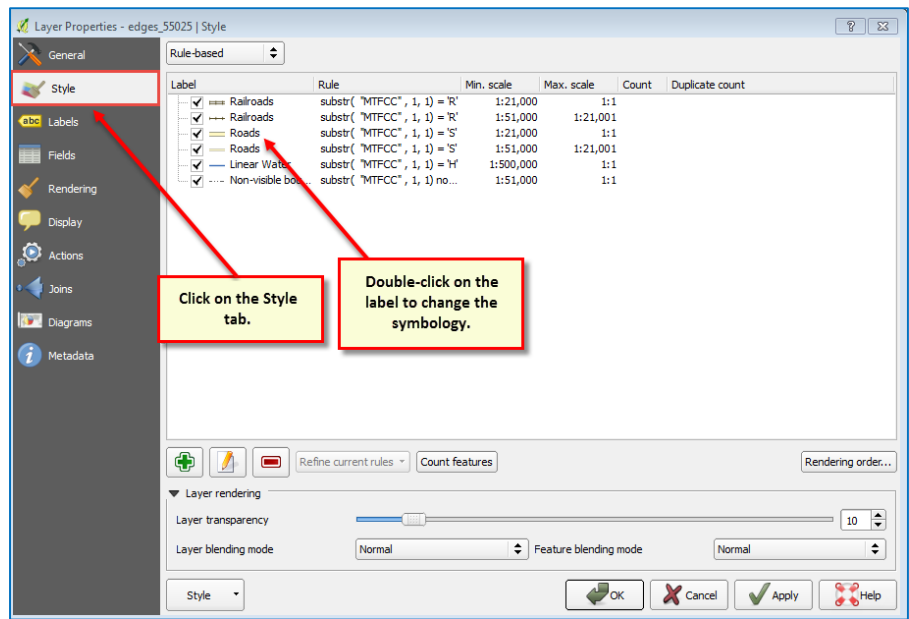 Layer Properties - edges_55025 | Style
General
Style
abc Labels
Fields
Rendering
Display
Actions
Joins
Diagrams
Metadata
Rule-based
Label Rule Min. scale Max. scale Count Duplicate count
Railroads substr( "MTFCC" , 1, 1) = 'R' 1:21,000 1:1
Railroads substr( "MTFCC" , 1, 1) = 'R' 1:51,000 1:21,001
Roads substr( "MTFCC" , 1, 1) = 'S' 1:21,000 1:1
Roads substr( "MTFCC" , 1, 1) = 'S' 1:51,000 1:21,001
Linear Water substr( "MTFCC" , 1, 1) = 'H' 1:500,000 1:1
Non-visible bou... substr( "MTFCC" , 1, 1) no... 1:51,000 1:1
Click on the Style
tab.
Double-click on the
label to change the
symbology.
Refine current rules Count features Rendering order...
Layer rendering
Layer transparency 10
Layer blending mode Normal Feature blending mode Normal
Style OK Cancel Apply Help